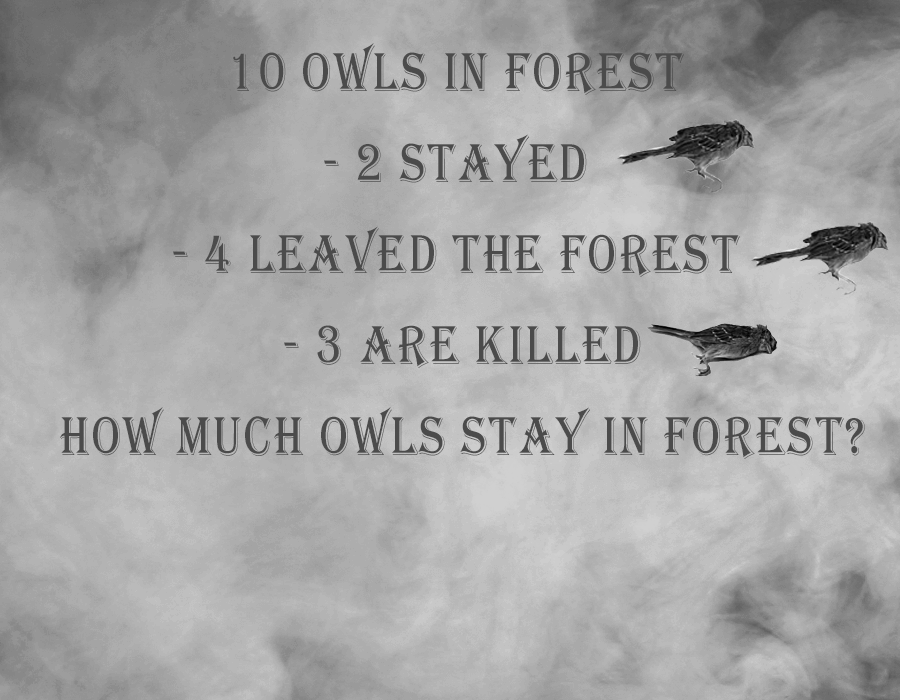 10 OWLS IN FOREST
- 2 STAYED
- 4 LEAVED THE FOREST
- 3 ARE KILLED
HOW MUCH OWLS STAY IN FOREST?